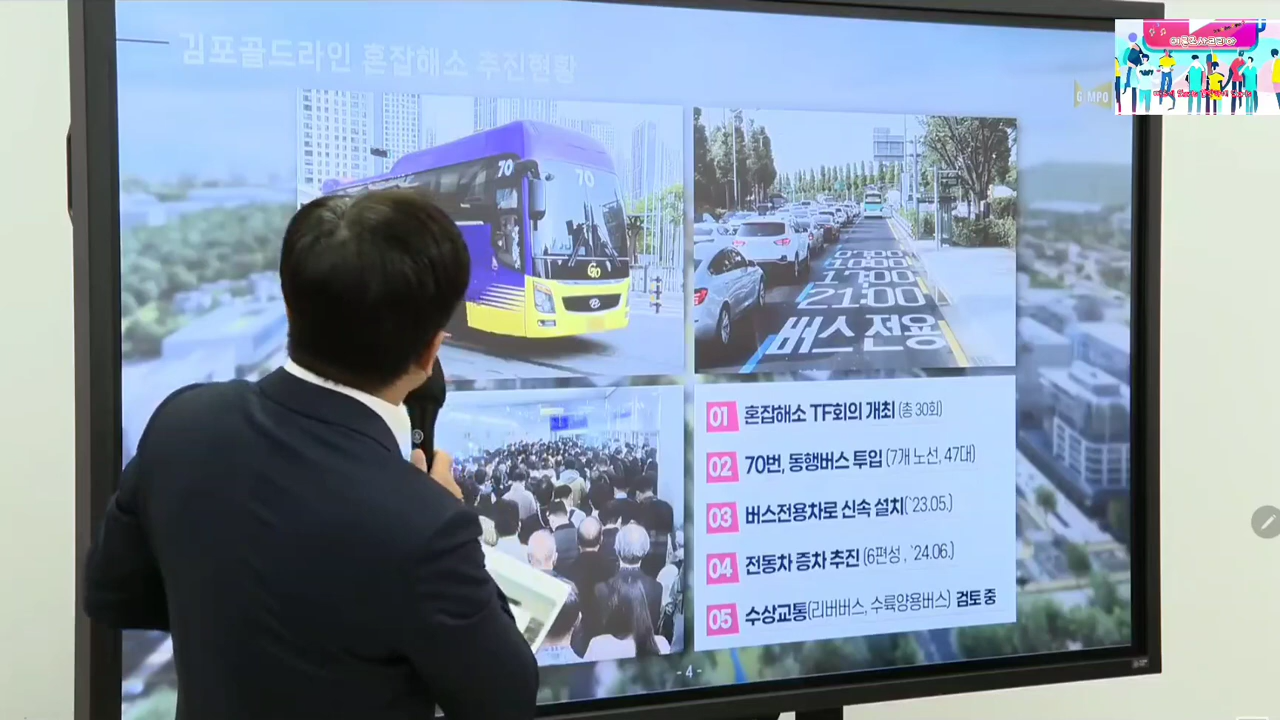 김포골드라인 혼잡해소 추진현황
GIMPO
70
70
Go
07:00
10:00
17:00
21:00
버스 전용
01 혼잡해소 TF회의 개최 (총 30회)
02 70번, 동행버스 투입 (7개 노선, 47대)
03 버스전용차로 신속 설치(`23.05.)
04 전동차 증차 추진 (6편성, `24.06.)
05 수상교통(리버버스, 수륙양용버스) 검토 중
- 4 -